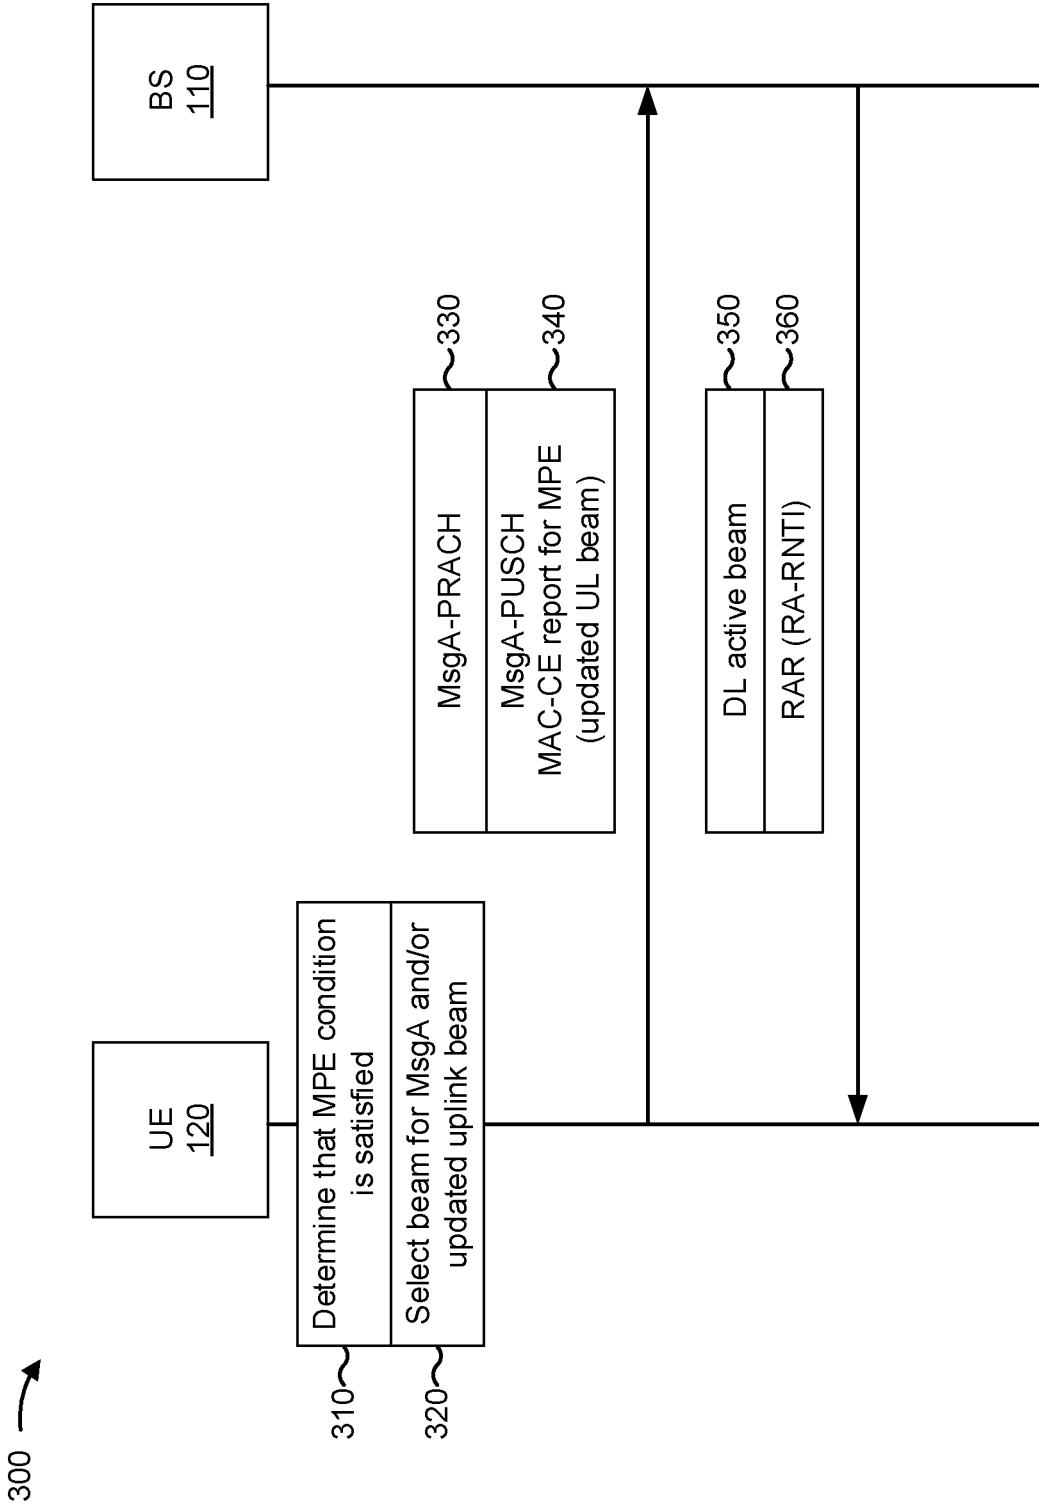 300
UE
120
BS
110
310
Determine that MPE condition
is satisfied
320
Select beam for MsgA and/or
updated uplink beam
MsgA-PRACH
330
MsgA-PUSCH
MAC-CE report for MPE
(updated UL beam)
340
DL active beam
350
RAR (RA-RNTI)
360